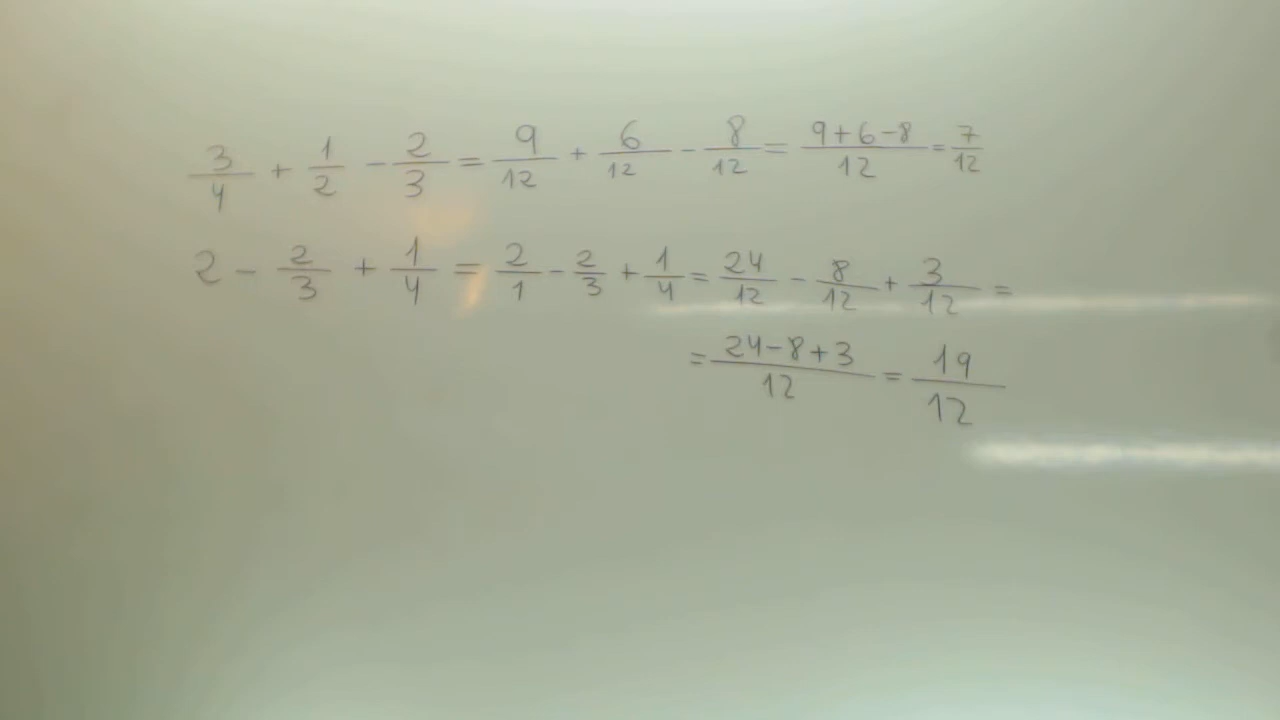 3/4 + 1/2 - 2/3 = 9/12 + 6/12 - 8/12 = (9+6-8)/12 = 7/12
2 - 2/3 + 1/4 = 2/1 - 2/3 + 1/4 = 24/12 - 8/12 + 3/12 =
= (24-8+3)/12 = 19/12